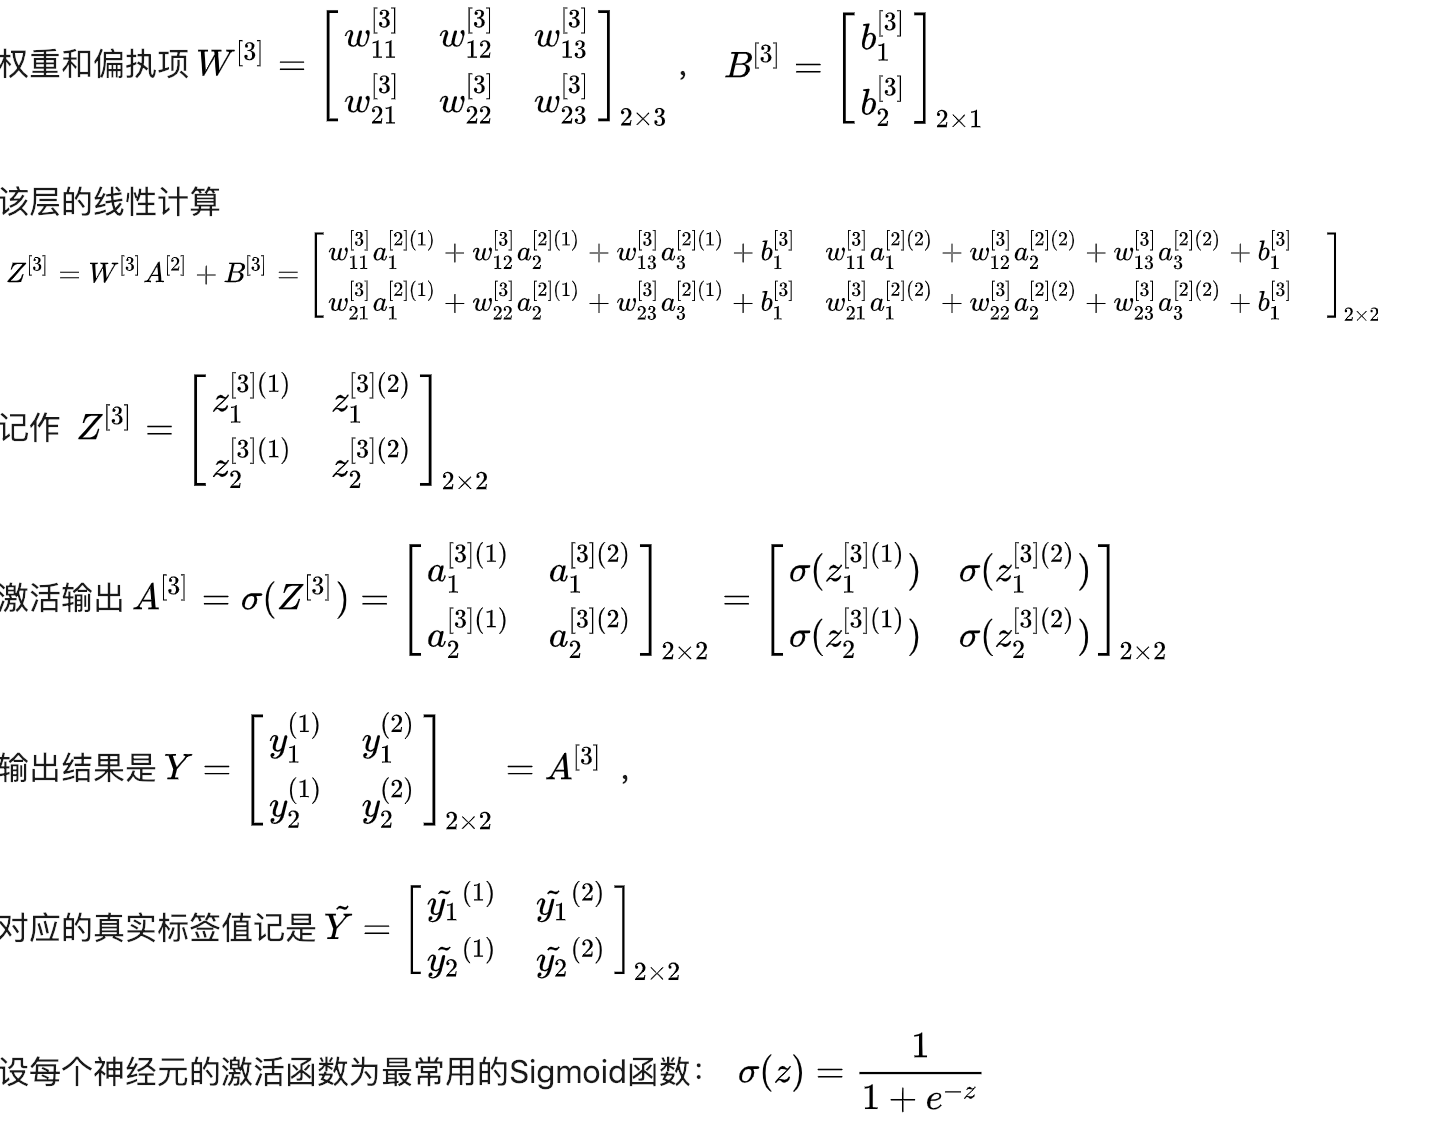 权重和偏执项 $W^{[3]} = \begin{bmatrix} w_{11}^{[3]} & w_{12}^{[3]} & w_{13}^{[3]} \\ w_{21}^{[3]} & w_{22}^{[3]} & w_{23}^{[3]} \end{bmatrix}_{2\times3}$ ， $B^{[3]} = \begin{bmatrix} b_1^{[3]} \\ b_2^{[3]} \end{bmatrix}_{2\times1}$
该层的线性计算
$Z^{[3]} = W^{[3]}A^{[2]} + B^{[3]} = \begin{bmatrix} w_{11}^{[3]}a_1^{[2](1)} + w_{12}^{[3]}a_2^{[2](1)} + w_{13}^{[3]}a_3^{[2](1)} + b_1^{[3]} & w_{11}^{[3]}a_1^{[2](2)} + w_{12}^{[3]}a_2^{[2](2)} + w_{13}^{[3]}a_3^{[2](2)} + b_1^{[3]} \\ w_{21}^{[3]}a_1^{[2](1)} + w_{22}^{[3]}a_2^{[2](1)} + w_{23}^{[3]}a_3^{[2](1)} + b_1^{[3]} & w_{21}^{[3]}a_1^{[2](2)} + w_{22}^{[3]}a_2^{[2](2)} + w_{23}^{[3]}a_3^{[2](2)} + b_1^{[3]} \end{bmatrix}_{2\times2}$
记作 $Z^{[3]} = \begin{bmatrix} z_1^{[3](1)} & z_1^{[3](2)} \\ z_2^{[3](1)} & z_2^{[3](2)} \end{bmatrix}_{2\times2}$
激活输出 $A^{[3]} = \sigma(Z^{[3]}) = \begin{bmatrix} a_1^{[3](1)} & a_1^{[3](2)} \\ a_2^{[3](1)} & a_2^{[3](2)} \end{bmatrix}_{2\times2} = \begin{bmatrix} \sigma(z_1^{[3](1)}) & \sigma(z_1^{[3](2)}) \\ \sigma(z_2^{[3](1)}) & \sigma(z_2^{[3](2)}) \end{bmatrix}_{2\times2}$
输出结果是 $Y = \begin{bmatrix} y_1^{(1)} & y_1^{(2)} \\ y_2^{(1)} & y_2^{(2)} \end{bmatrix}_{2\times2} = A^{[3]}$ ，
对应的真实标签值记是 $\tilde{Y} = \begin{bmatrix} \tilde{y_1}^{(1)} & \tilde{y_1}^{(2)} \\ \tilde{y_2}^{(1)} & \tilde{y_2}^{(2)} \end{bmatrix}_{2\times2}$
设每个神经元的激活函数为最常用的Sigmoid函数： $\sigma(z) = \frac{1}{1+e^{-z}}$